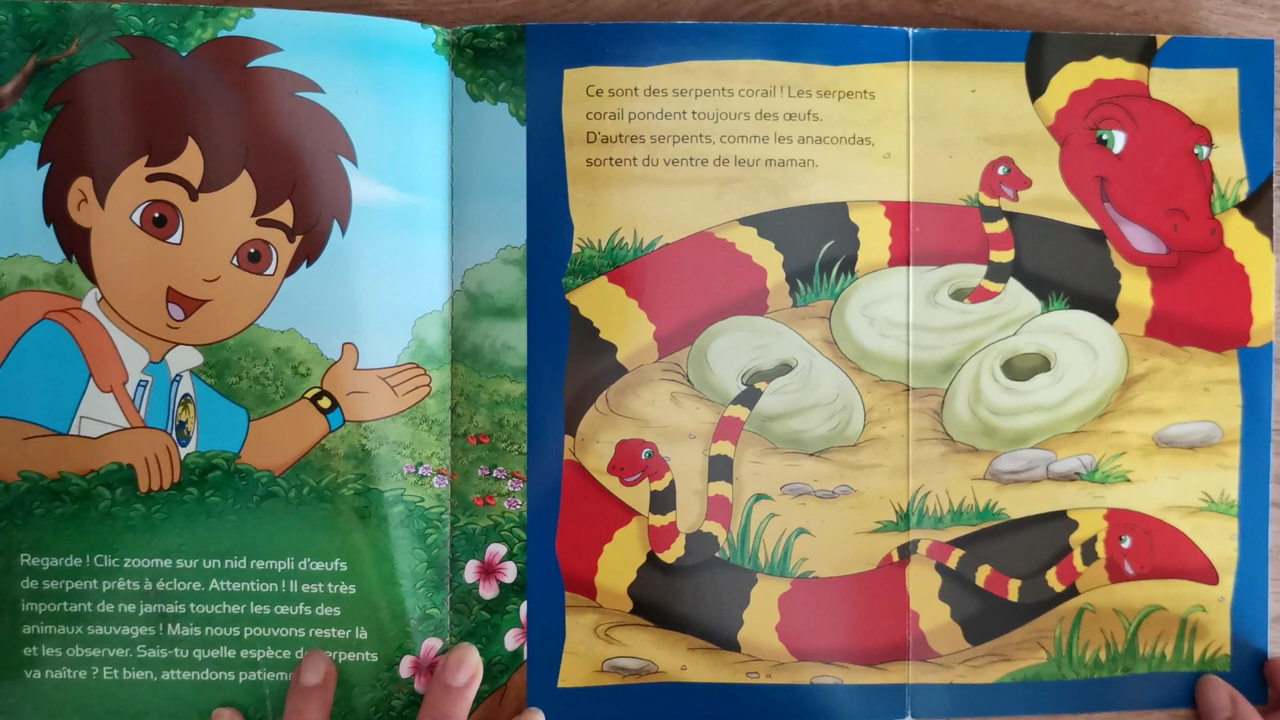 Regarde ! Clic zoome sur un nid rempli d'œufs
de serpent prêts à éclore. Attention ! Il est très
important de ne jamais toucher les œufs des
animaux sauvages ! Mais nous pouvons rester là
et les observer. Sais-tu quelle espèce serpents
va naître ? Et bien, attendons
Ce sont des serpents corail ! Les serpents
corail pondent toujours des œufs.
D'autres serpents, comme les anacondas,
sortent du ventre de leur maman.